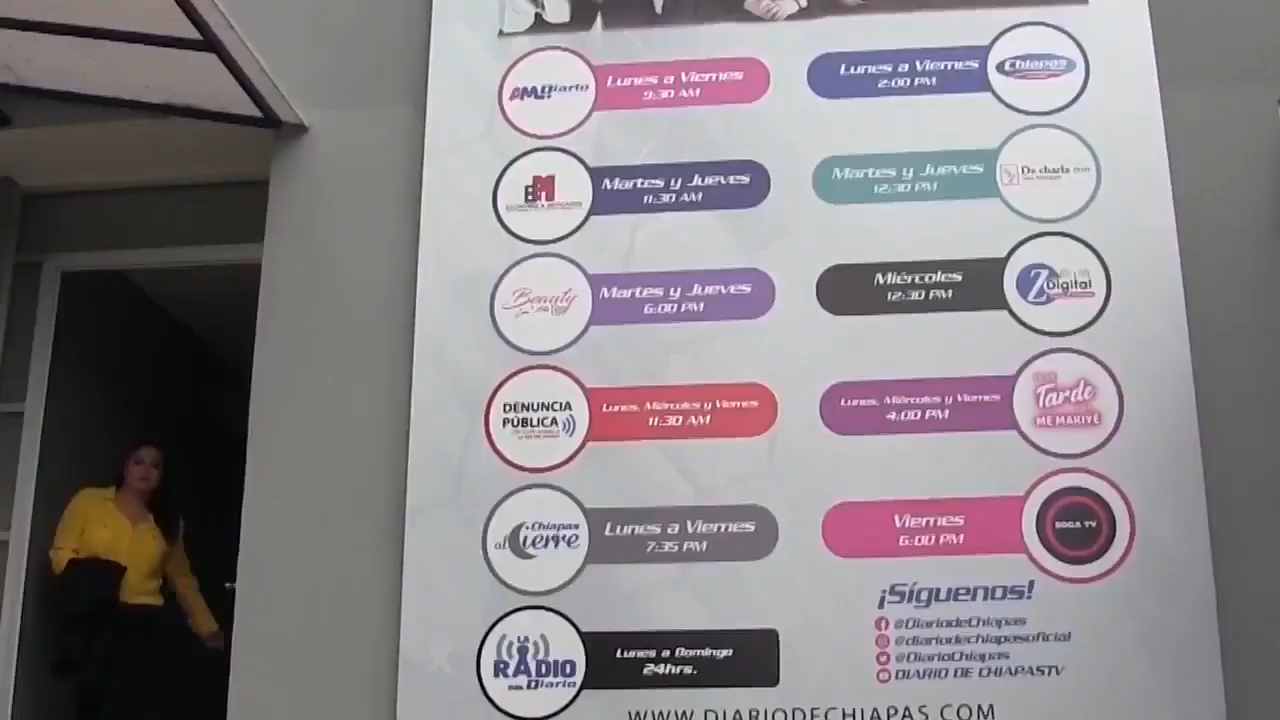 AM Diario
Lunes a Viernes
9:30 AM
Martes y Jueves
11:30 AM
Beauty
Martes y Jueves
6:00 PM
DENUNCIA
PÚBLICA
Lunes, Miércoles y Viernes
11:30 AM
Chiapas
al Cierre
Lunes a Viernes
7:35 PM
LA
RADIO
DEL Diario
Lunes a Domingo
24hrs.
Lunes a Viernes
2:00 PM
Chiapas
Martes y Jueves
12:30 PM
De charla con
Miércoles
12:30 PM
Z Digital
Lunes, Miércoles y Viernes
4:00 PM
Tarde
ME MARIVÉ
Viernes
6:00 PM
SOGA TV
¡Síguenos!
@DiariodeChiapas
@diariodechiapasoficial
@DiarioChiapas
DIARIO DE CHIAPASTV
WWW.DIARIODECHIAPAS.COM